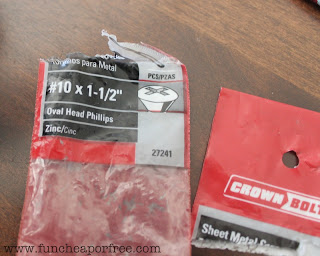 para Metal
#10 x 1-1/2"
PCS/PZAS
Oval Head Phillips
Zinc/Cinc
27241
CROWN BOLT
Sheet Metal
www.funcheaporfree.com